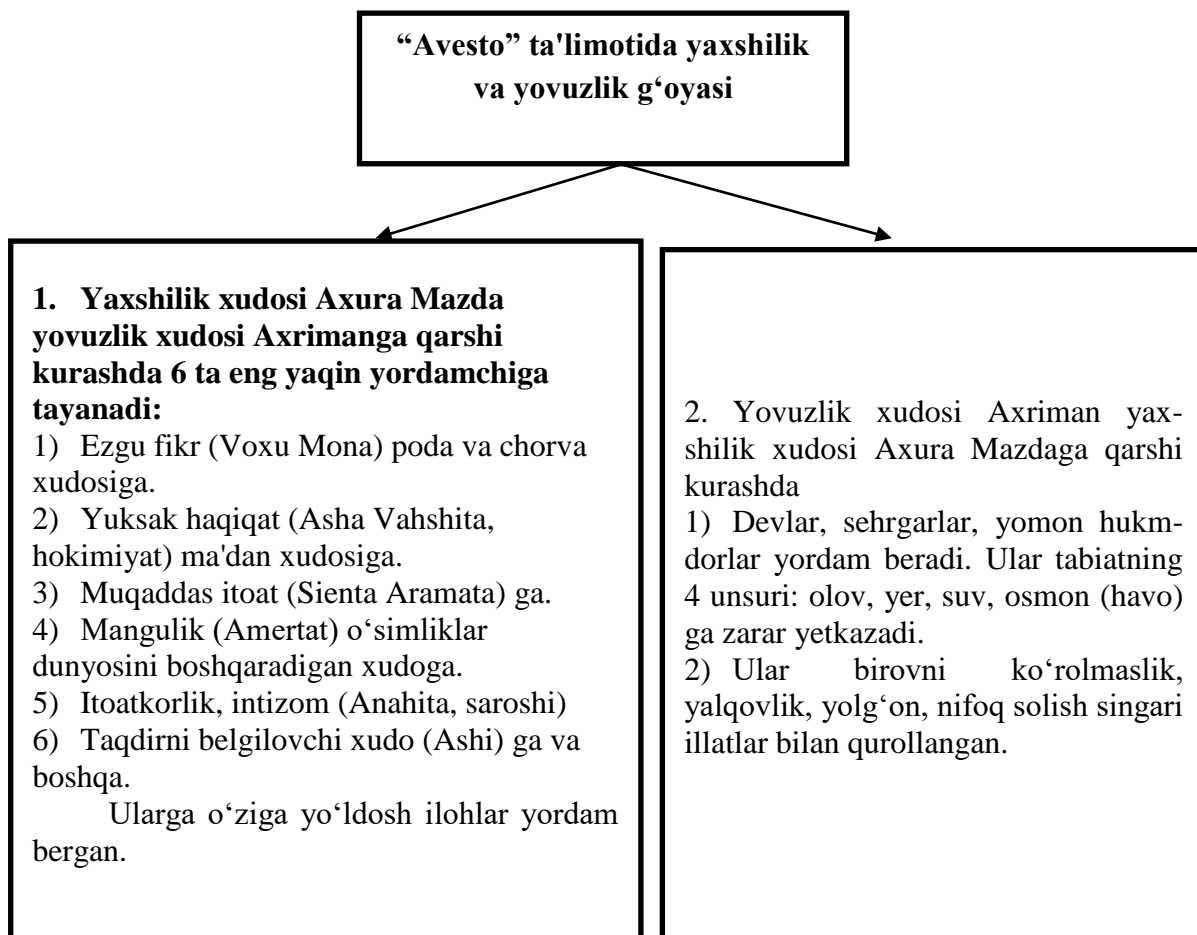 “Avesto” ta'limotida yaxshilik
va yovuzlik g‘oyasi
1. Yaxshilik xudosi Axura Mazda
yovuzlik xudosi Axrimanga qarshi
kurashda 6 ta eng yaqin yordamchiga
tayanadi:
1) Ezgu fikr (Voxu Mona) poda va chorva
xudosiga.
2) Yuksak haqiqat (Asha Vahshita,
hokimiyat) ma'dan xudosiga.
3) Muqaddas itoat (Sienta Aramata) ga.
4) Mangulik (Amertat) o‘simliklar
dunyosini boshqaradigan xudoga.
5) Itoatkorlik, intizom (Anahita, saroshi)
6) Taqdirni belgilovchi xudo (Ashi) ga va
boshqa.
Ularga o‘ziga yo‘ldosh ilohlar yordam
bergan.
2. Yovuzlik xudosi Axriman yax-
shilik xudosi Axura Mazdaga qarshi
kurashda
1) Devlar, sehrgarlar, yomon hukm-
dorlar yordam beradi. Ular tabiatning
4 unsuri: olov, yer, suv, osmon (havo)
ga zarar yetkazadi.
2) Ular birovni ko‘rolmaslik,
yalqovlik, yolg‘on, nifoq solish singari
illatlar bilan qurollangan.